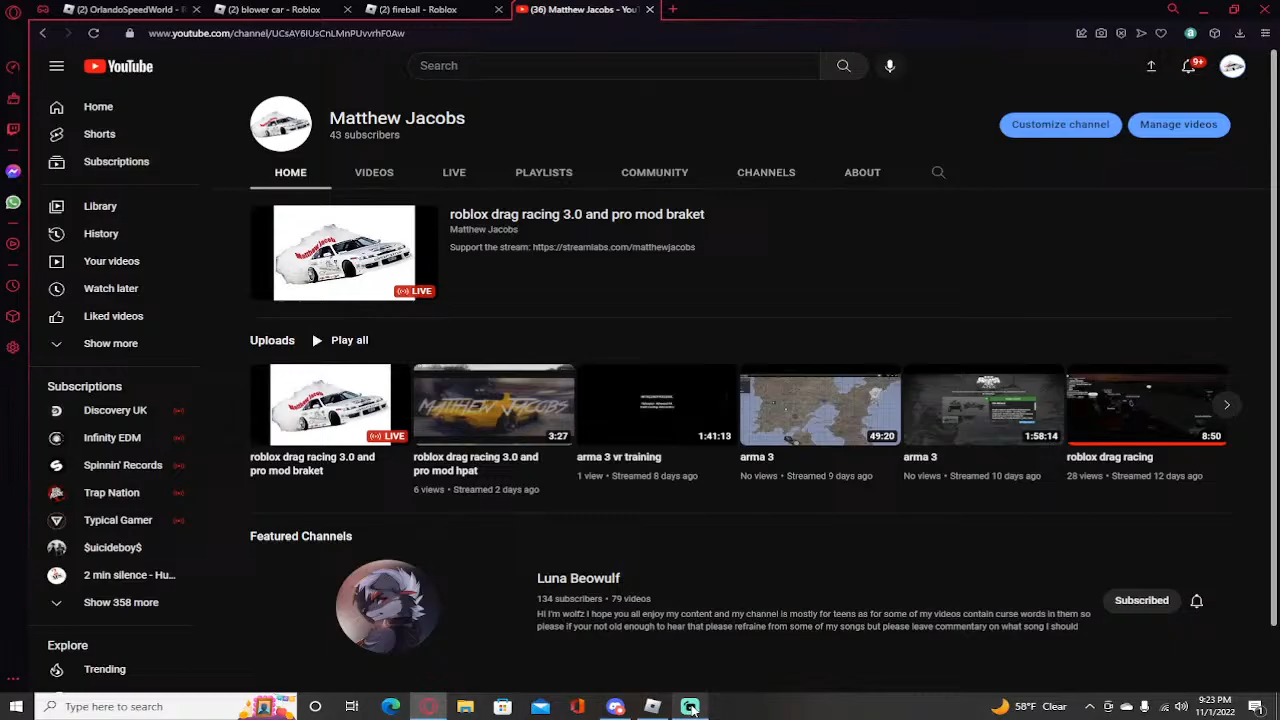 (2) OrlandoSpeedWorld - R
(2) blower car - Roblox
(2) fireball - Roblox
(36) Matthew Jacobs - YouT
www.youtube.com/channel/UCsAY6IUsCnLMnPUvvrhF0Aw
YouTube
Search
9+
Home
Shorts
Subscriptions
Library
History
Your videos
Watch later
Liked videos
Show more
Subscriptions
Discovery UK
Infinity EDM
Spinnin' Records
Trap Nation
Typical Gamer
$uicideboy$
2 min silence - Hu...
Show 358 more
Explore
Trending
Matthew Jacobs
43 subscribers
Customize channel
Manage videos
HOME
VIDEOS
LIVE
PLAYLISTS
COMMUNITY
CHANNELS
ABOUT
LIVE
roblox drag racing 3.0 and pro mod braket
Matthew Jacobs
Support the stream: https://streamlabs.com/matthewjacobs
Uploads
Play all
LIVE
roblox drag racing 3.0 and
pro mod braket
3:27
roblox drag racing 3.0 and
pro mod hpat
6 views • Streamed 2 days ago
1:41:13
arma 3 vr training
1 view • Streamed 8 days ago
49:20
arma 3
No views • Streamed 9 days ago
1:58:14
arma 3
No views • Streamed 10 days ago
8:50
roblox drag racing
28 views • Streamed 12 days ago
Featured Channels
Luna Beowulf
134 subscribers • 79 videos
Hi I'm wolfz I hope you all enjoy my content and my channel is mostly for teens as for some of my videos contain curse words in them so
please if your not old enough to hear that please refraine from some of my songs but please leave commentary on what song I should
Subscribed
Type here to search
58°F Clear
9:23 PM
11/1/2022